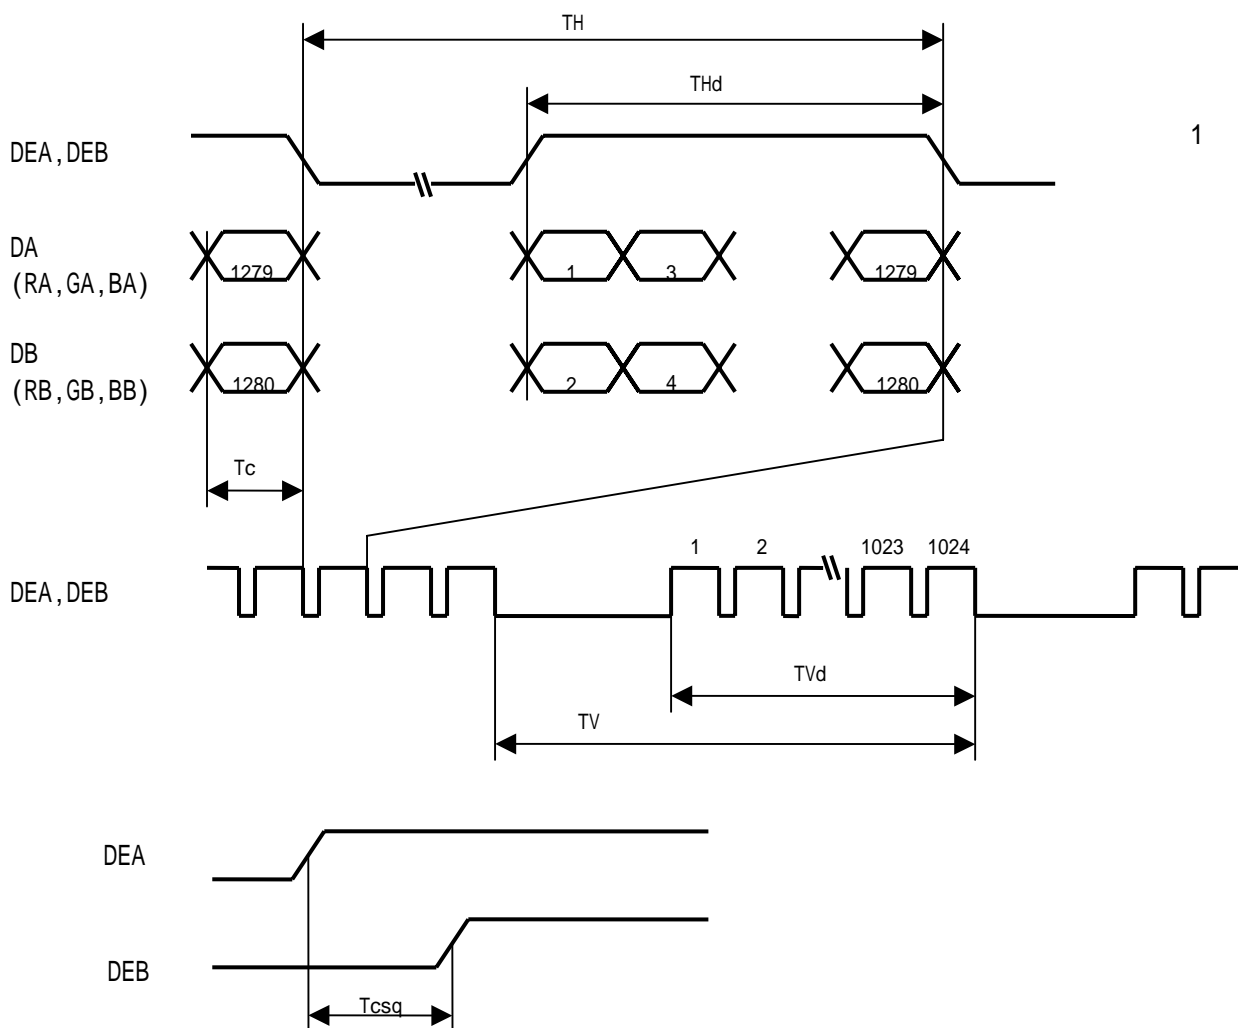 TH
THd
DEA,DEB
1
DA
(RA,GA,BA)
1279
1
3
1279
DB
(RB,GB,BB)
1280
2
4
1280
Tc
1
2
1023
1024
DEA,DEB
TVd
TV
DEA
DEB
Tcsq